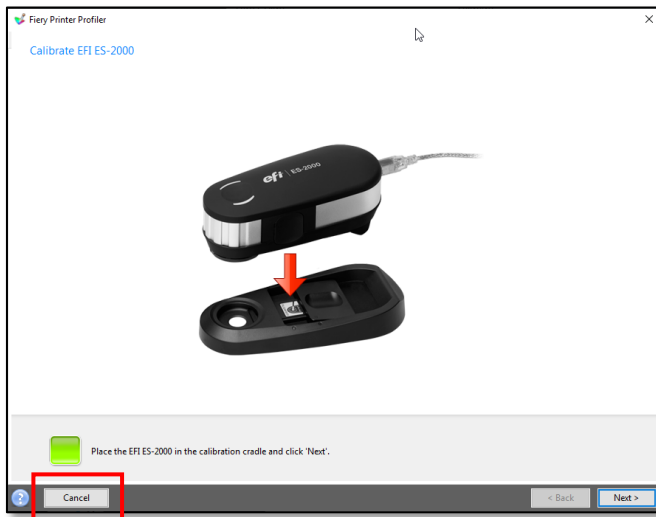 Fiery Printer Profiler
Calibrate EFI ES-2000
efi ES-2000
Place the EFI ES-2000 in the calibration cradle and click 'Next'.
? Cancel < Back Next >